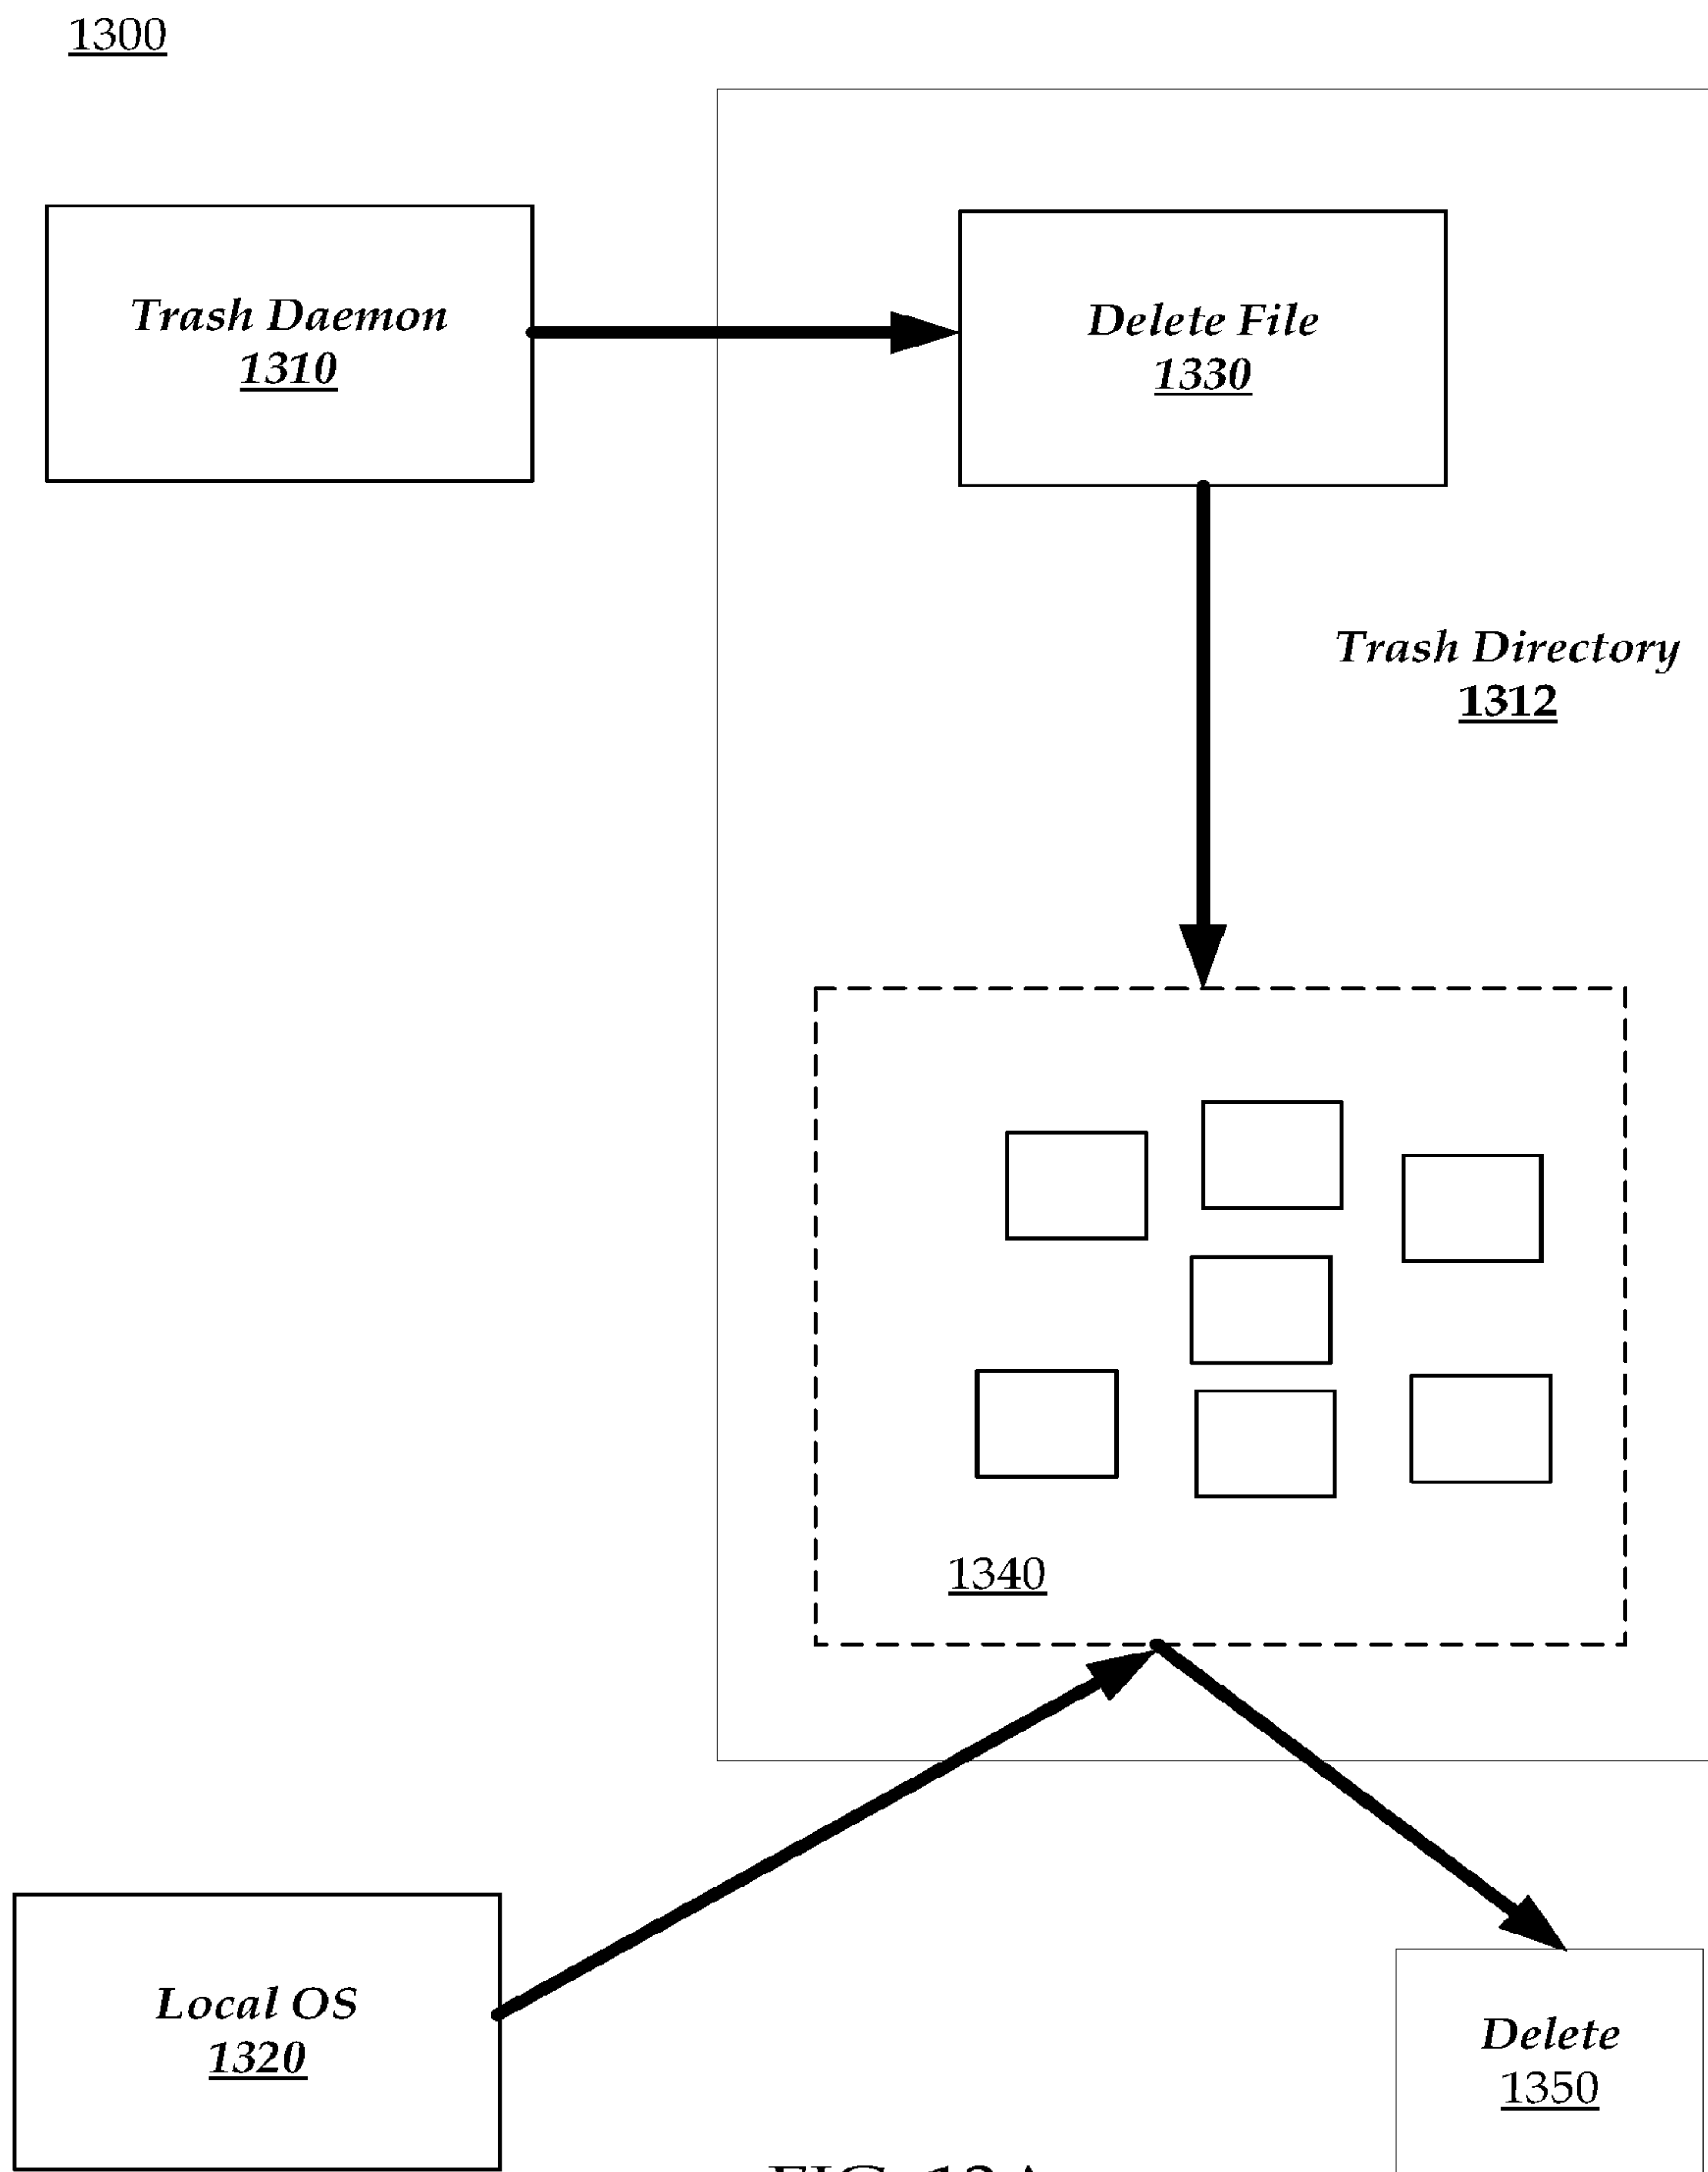 1300
Trash Daemon
1310
Delete File
1330
Trash Directory
1312
1340
Local OS
1320
Delete
1350